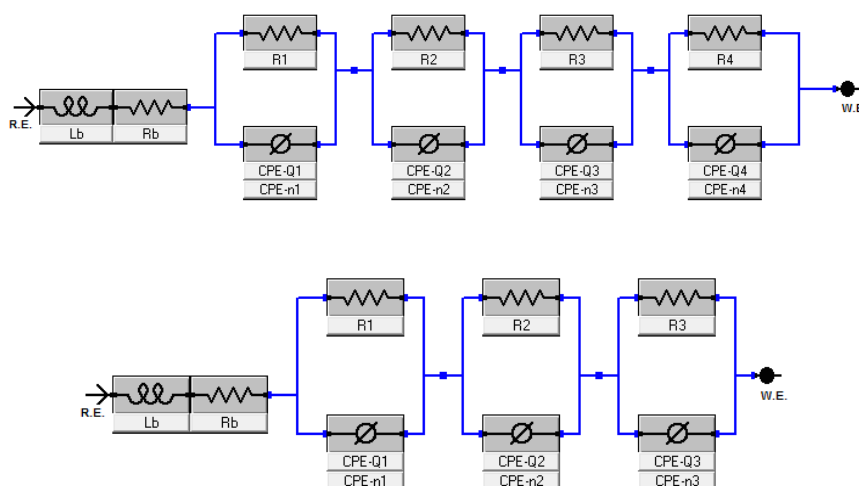 R1 R2 R3 R4
R.E. Lb Rb W.E
CPE-Q1 CPE-Q2 CPE-Q3 CPE-Q4
CPE-n1 CPE-n2 CPE-n3 CPE-n4
R1 R2 R3
R.E. Lb Rb W.E.
CPE-Q1 CPE-Q2 CPE-Q3
CPE-n1 CPE-n2 CPE-n3